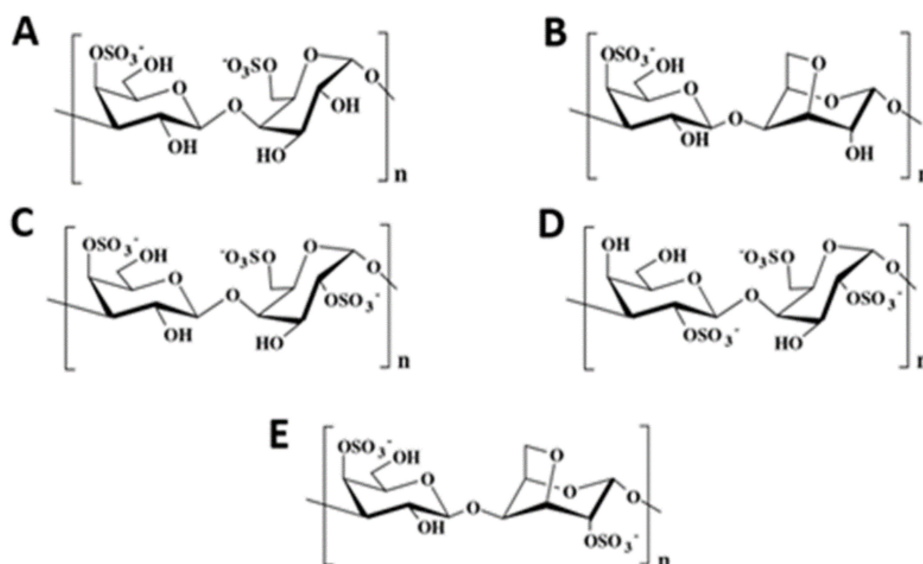 A
OSO₃⁻ OH ⁻O₃SO O O
O OH
OH HO n
B
OSO₃⁻ OH O
O O O
OH O OH n
C
OSO₃⁻ OH ⁻O₃SO O O
O O OSO₃⁻
OH HO n
D
OH OH ⁻O₃SO O O
O O OSO₃⁻
OSO₃⁻ HO n
E
OSO₃⁻ OH O
O O O
OH O OSO₃⁻ n